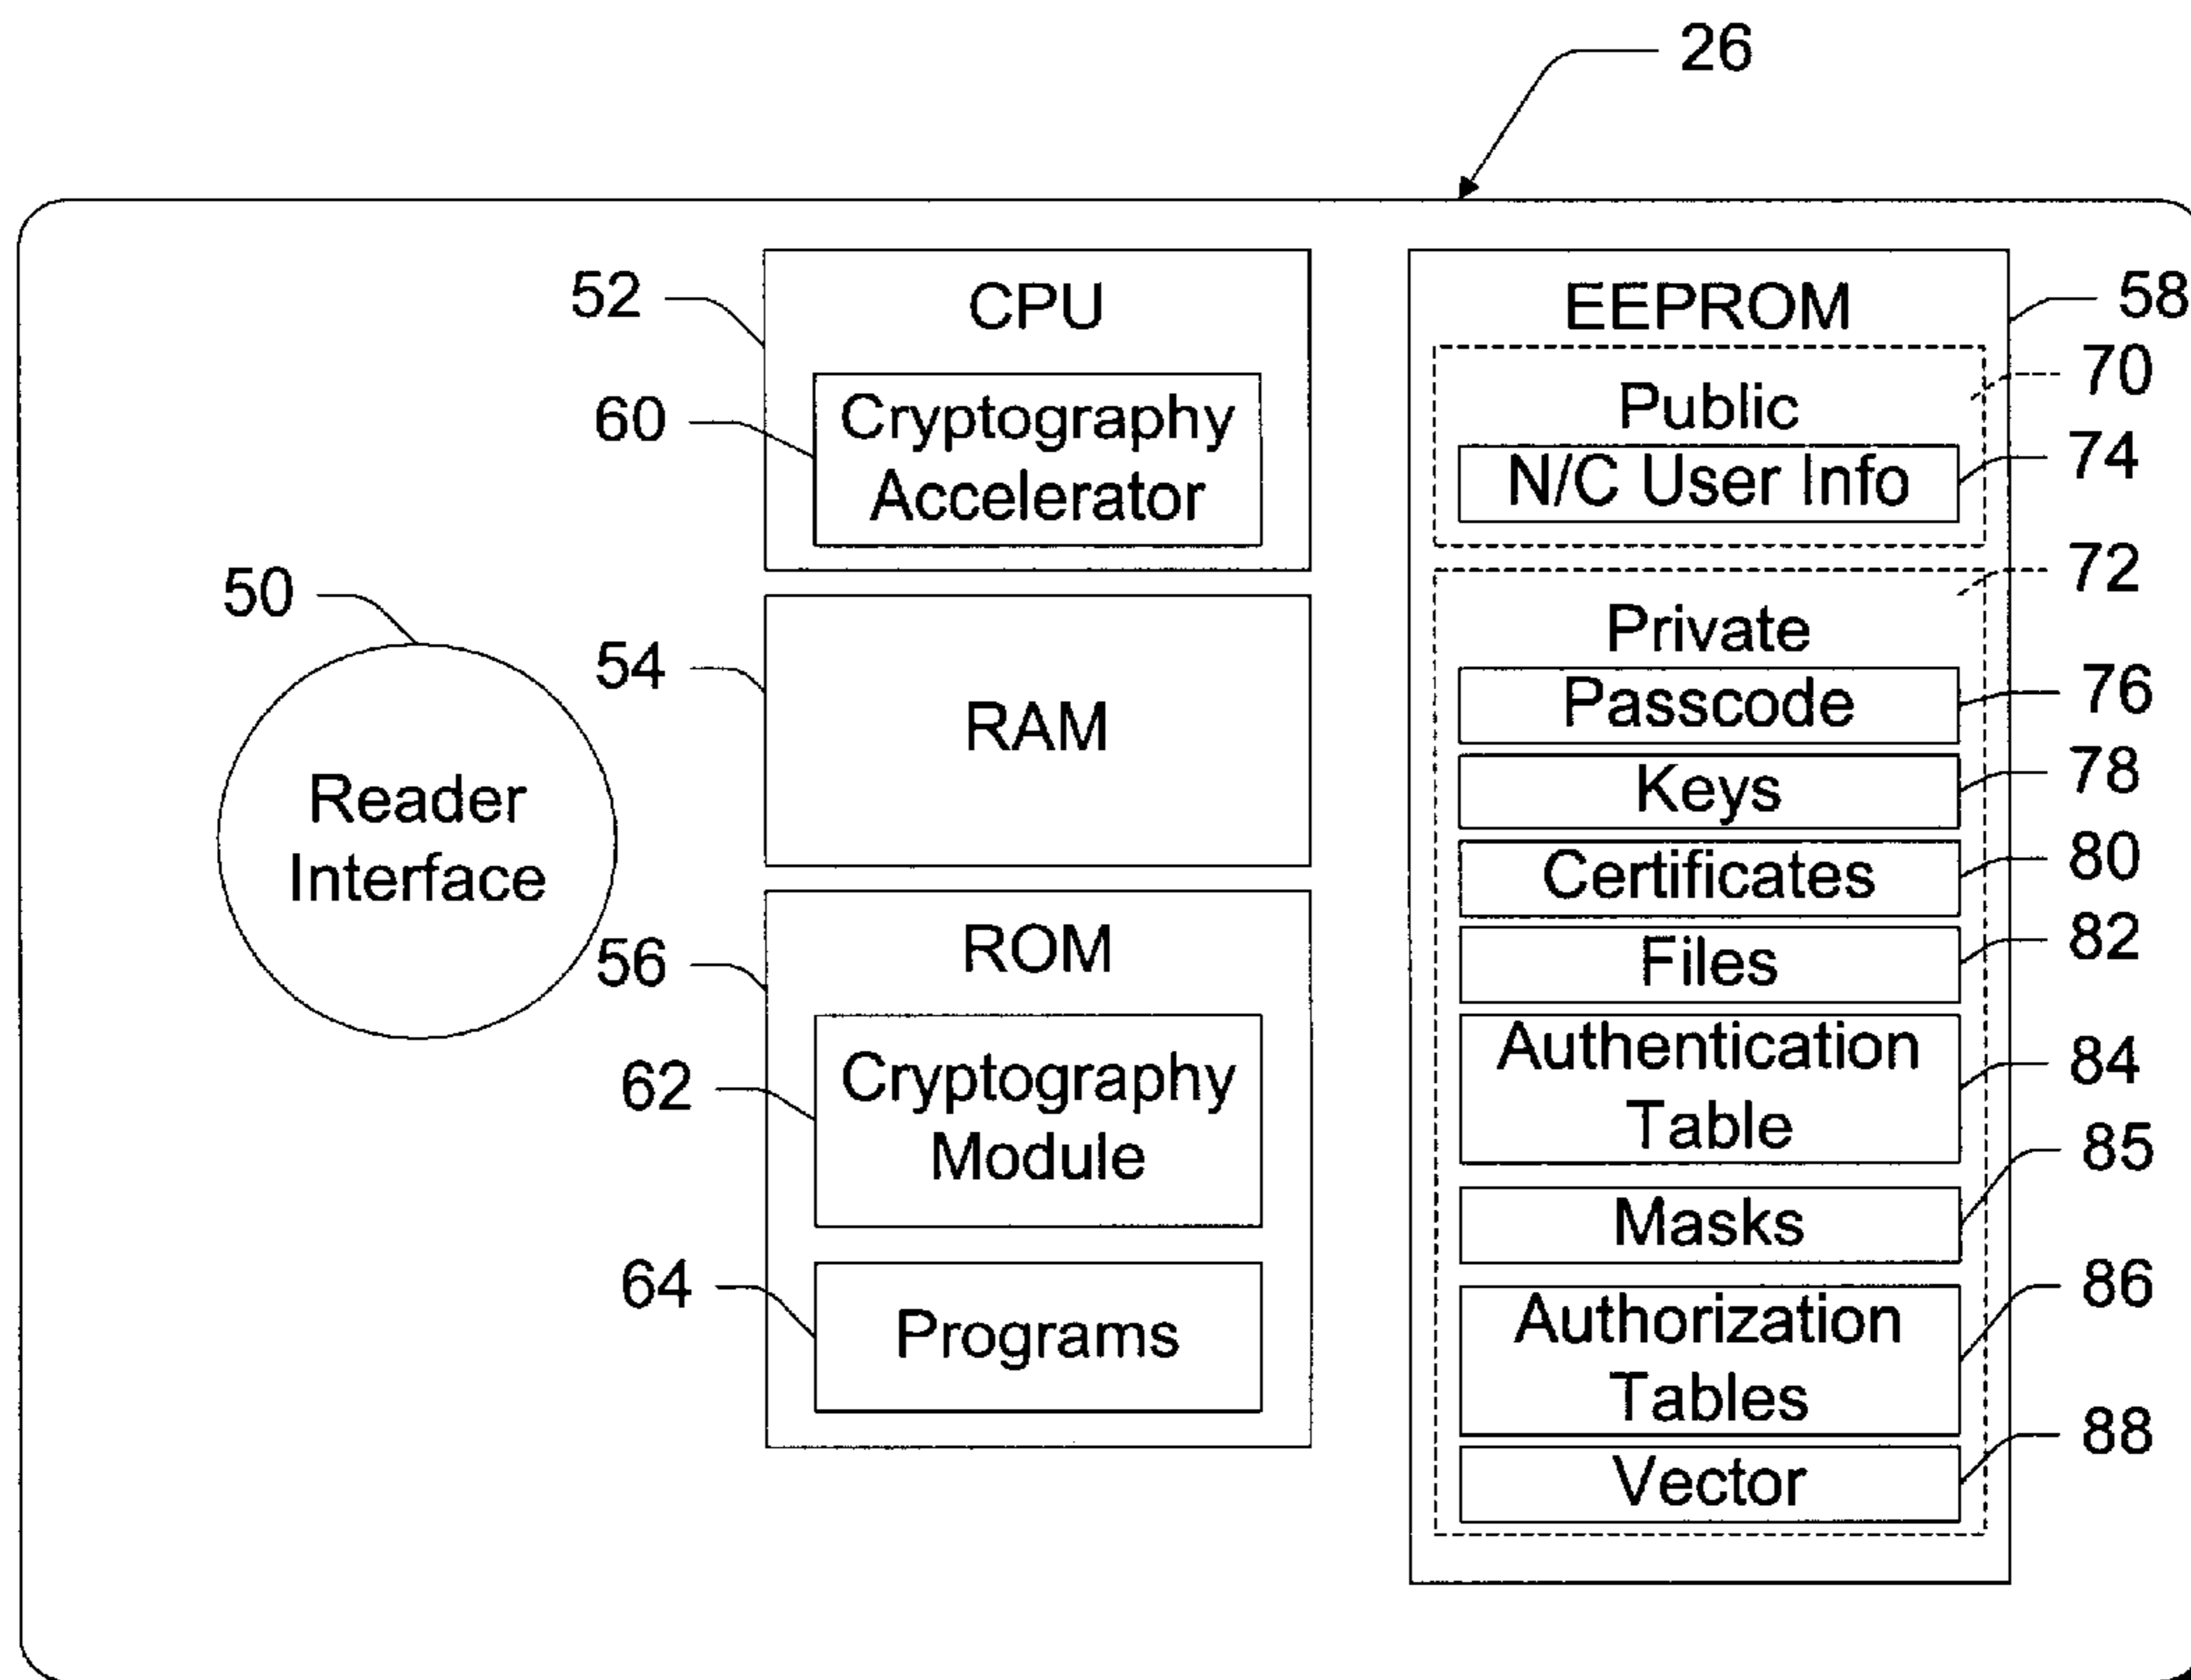 26
52
CPU
60
Cryptography
Accelerator
50
Reader
Interface
54
RAM
56
ROM
62
Cryptography
Module
64
Programs
EEPROM
58
Public
70
N/C User Info
74
Private
72
Passcode
76
Keys
78
Certificates
80
Files
82
Authentication
Table
84
Masks
85
Authorization
Tables
86
Vector
88